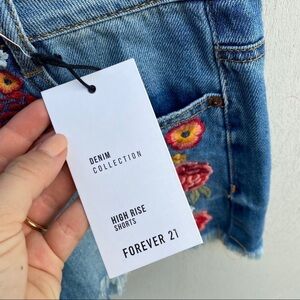 DENIM
COLLECTION
HIGH RISE
SHORTS
FOREVER 21